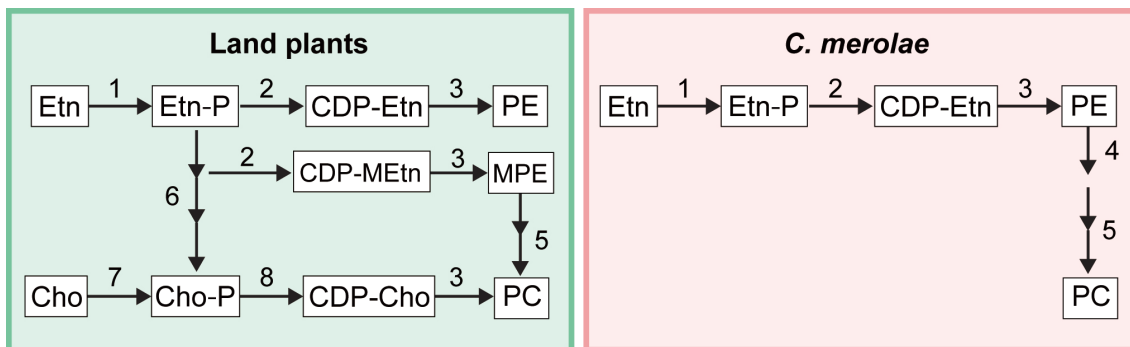 Land plants
1 2 3
Etn Etn-P CDP-Etn PE
2 3
CDP-MEtn MPE
6
5
7 8 3
Cho Cho-P CDP-Cho PC
C. merolae
1 2 3
Etn Etn-P CDP-Etn PE
4
5
PC